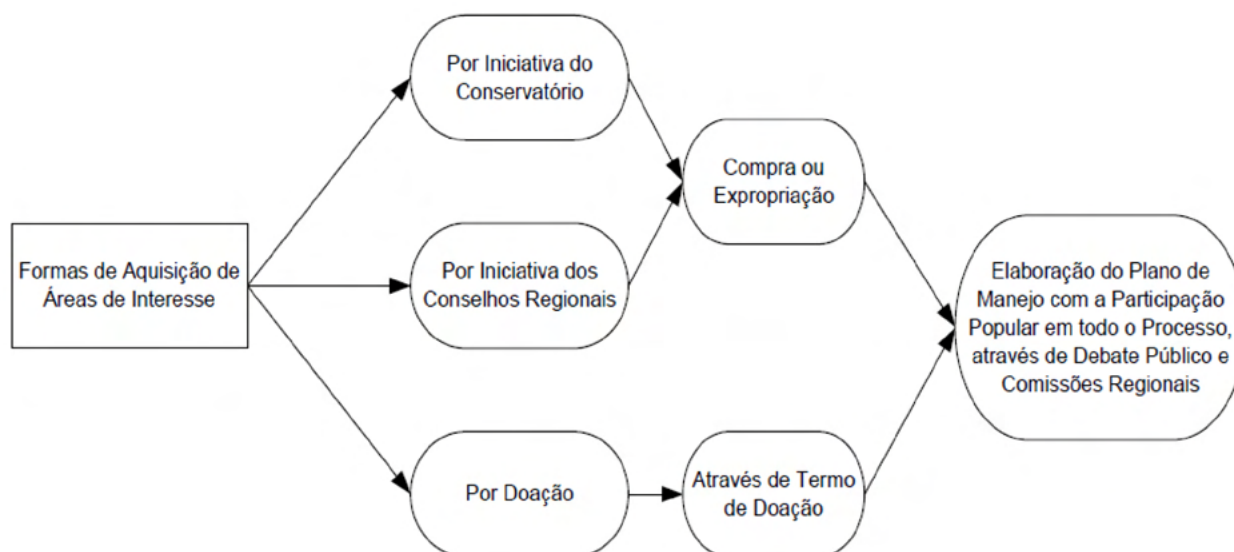 Por Iniciativa do
Conservatório
Compra ou
Expropriação
Formas de Aquisição de
Áreas de Interesse
Por Iniciativa dos
Conselhos Regionais
Elaboração do Plano de
Manejo com a Participação
Popular em todo o Processo,
através de Debate Público e
Comissões Regionais
Por Doação
Através de Termo
de Doação